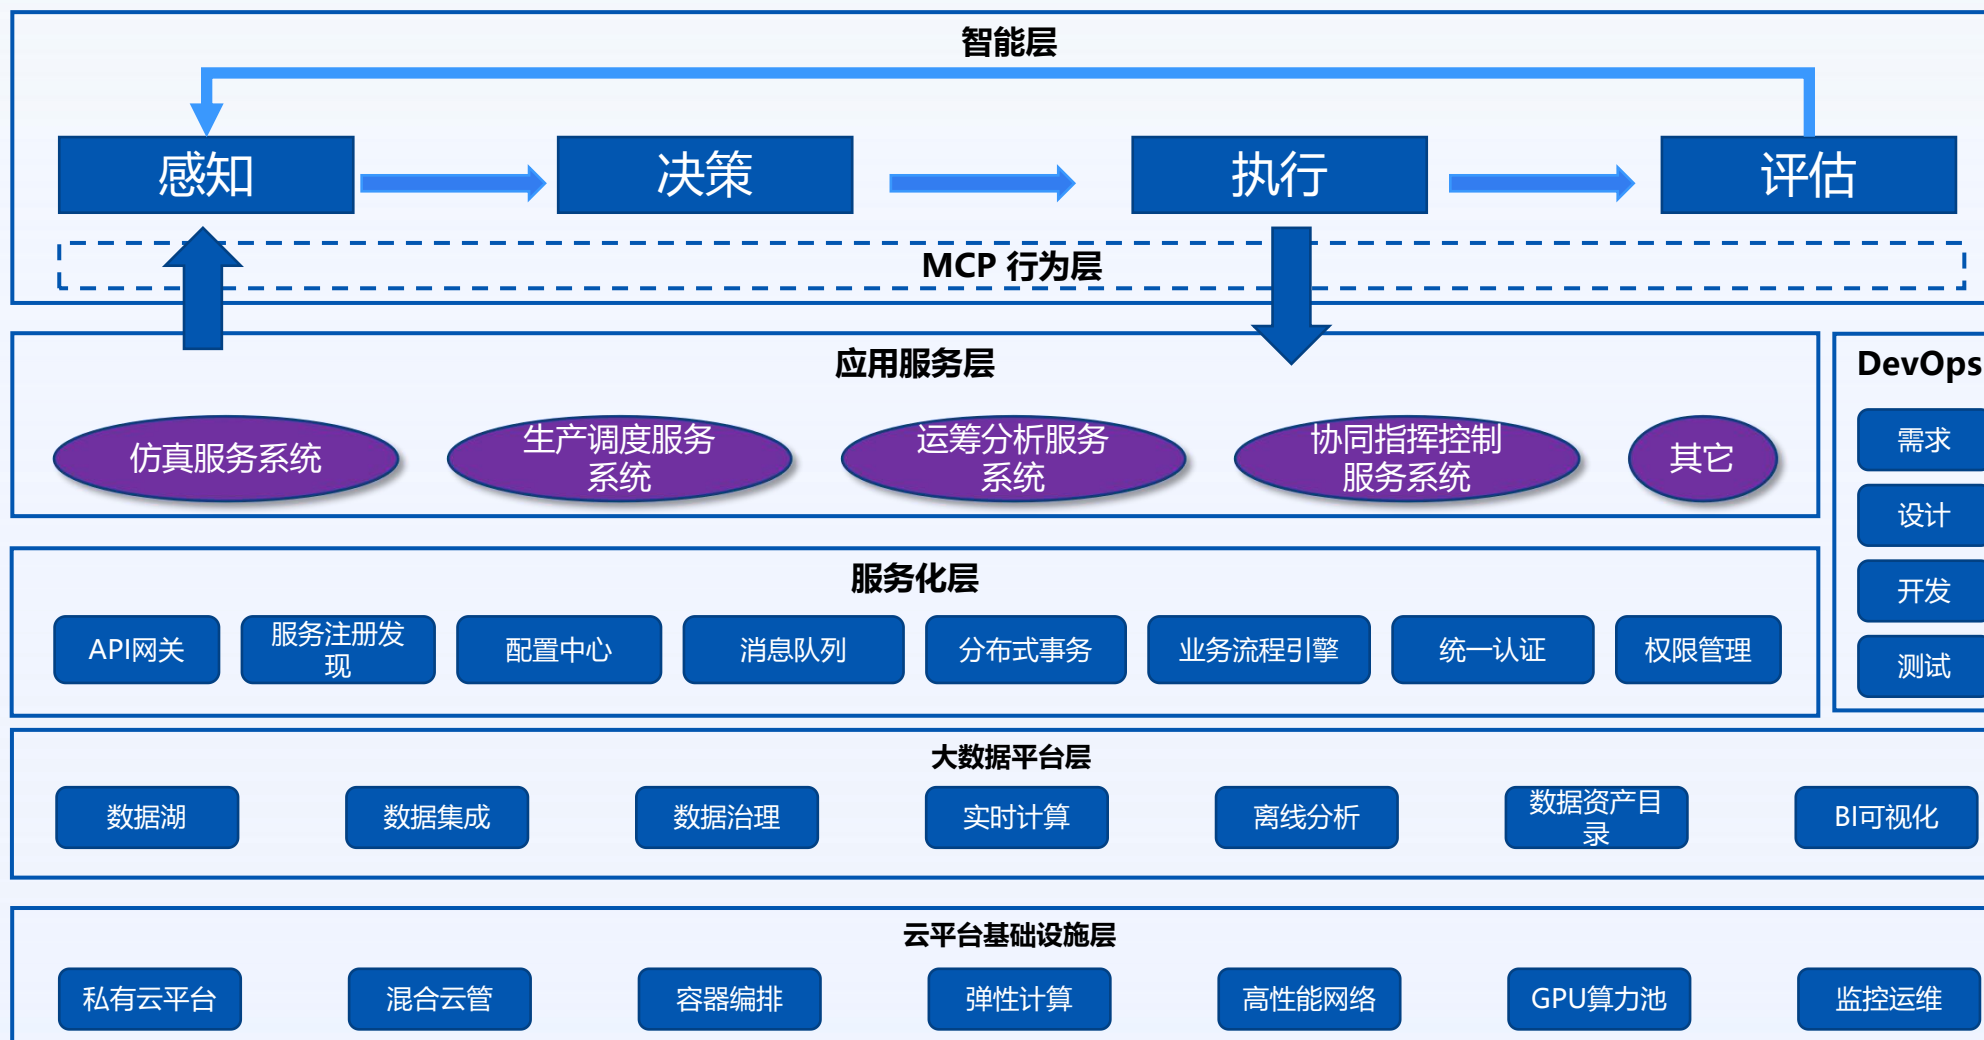 智能层
感知
决策
执行
评估
MCP 行为层
应用服务层
仿真服务系统
生产调度服务
系统
运筹分析服务
系统
协同指挥控制
服务系统
其它
DevOps
需求
设计
开发
测试
服务化层
API网关
服务注册发
现
配置中心
消息队列
分布式事务
业务流程引擎
统一认证
权限管理
大数据平台层
数据湖
数据集成
数据治理
实时计算
离线分析
数据资产目
录
BI可视化
云平台基础设施层
私有云平台
混合云管
容器编排
弹性计算
高性能网络
GPU算力池
监控运维